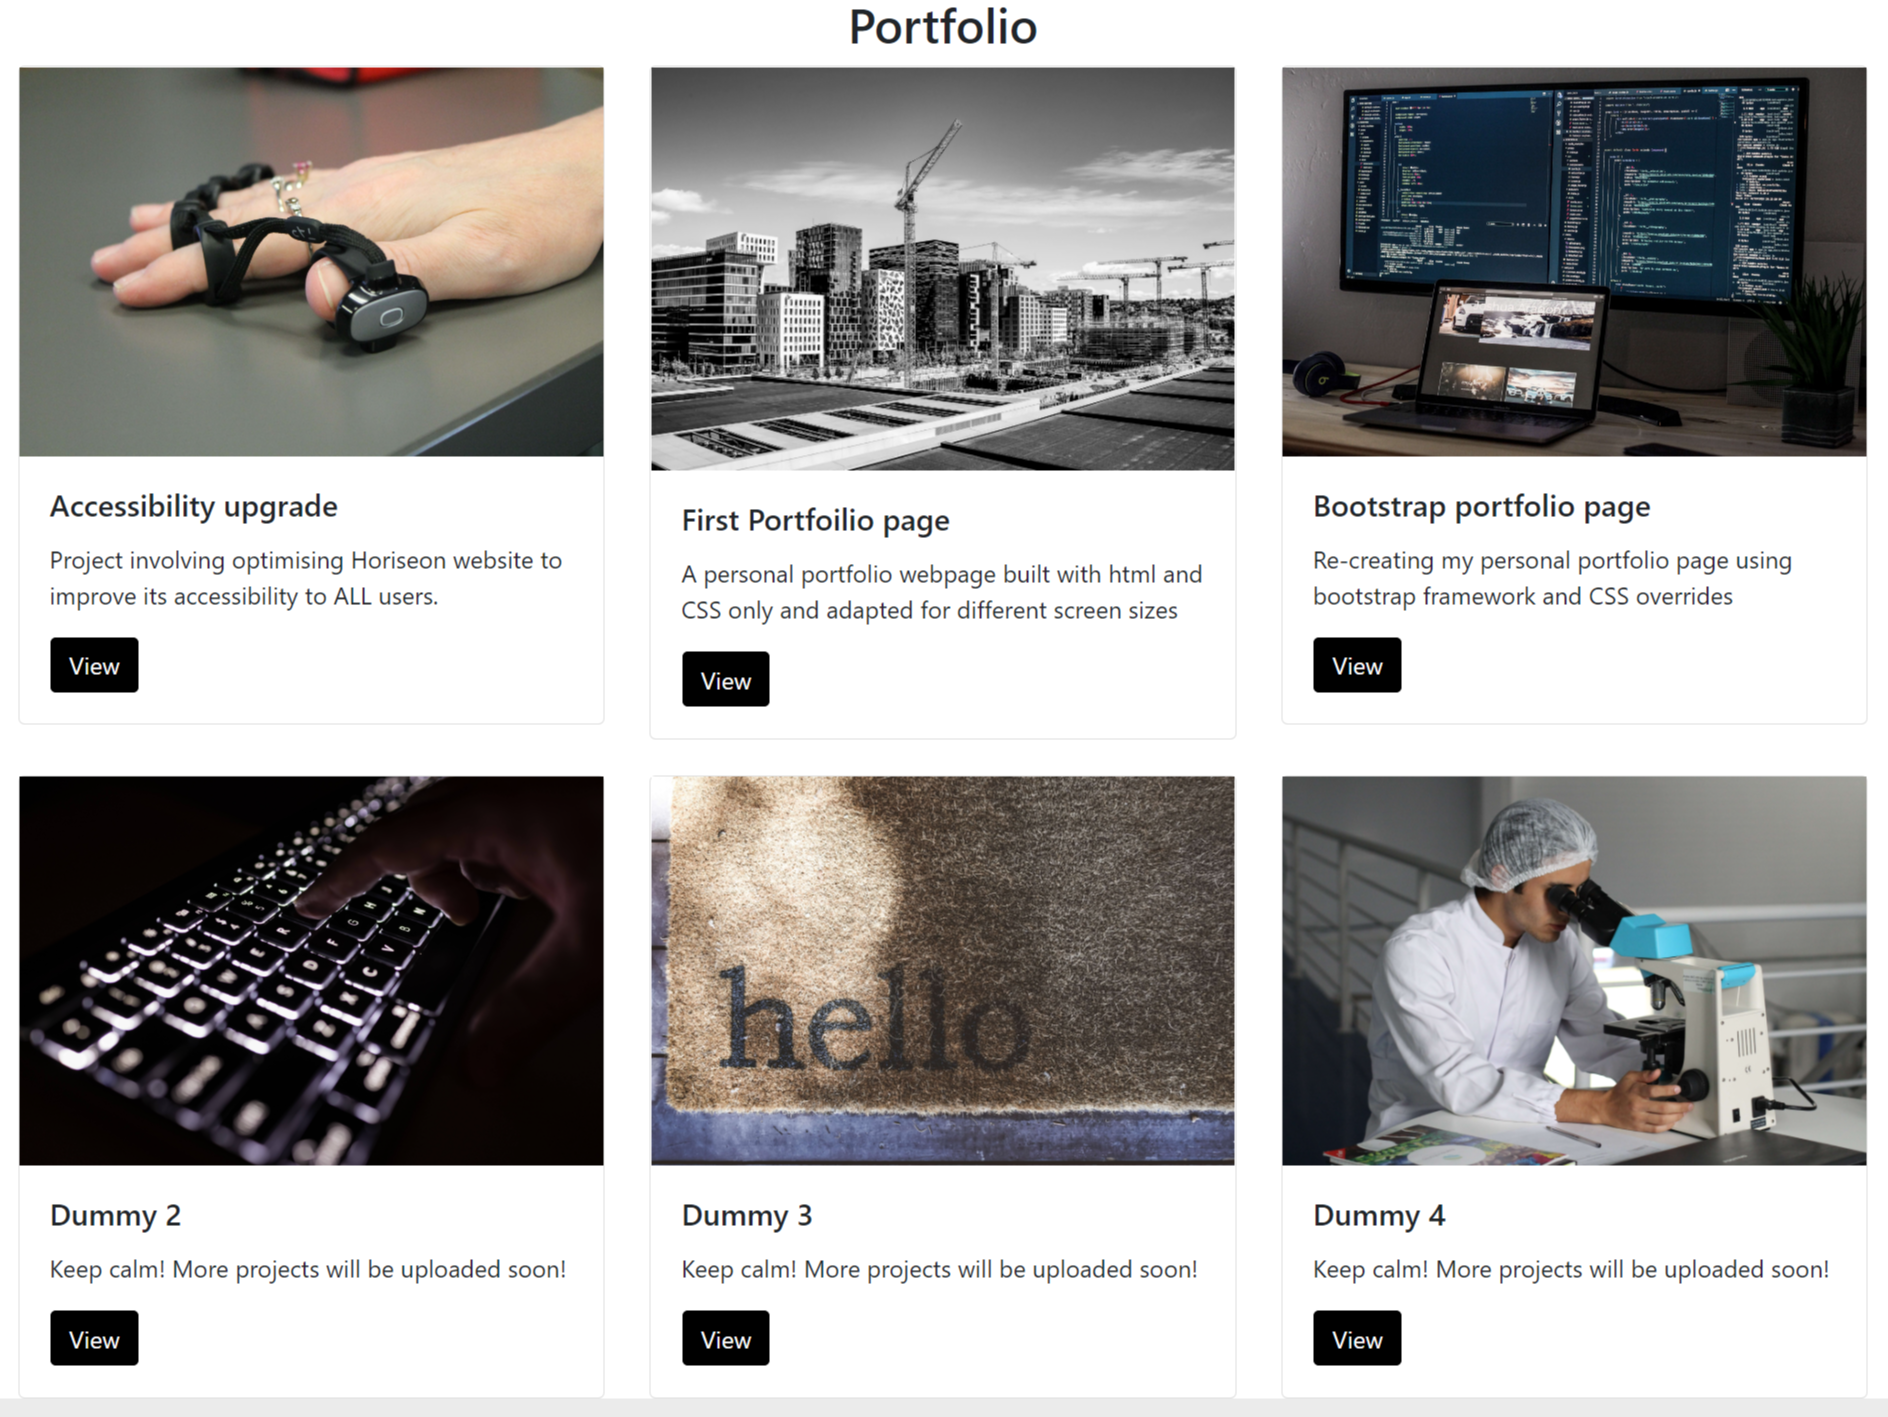 Portfolio
Accessibility upgrade
Project involving optimising Horiseon website to
improve its accessibility to ALL users.
View
First Portfoilio page
A personal portfolio webpage built with html and
CSS only and adapted for different screen sizes
View
Bootstrap portfolio page
Re-creating my personal portfolio page using
bootstrap framework and CSS overrides
View
Dummy 2
Keep calm! More projects will be uploaded soon!
View
hello
Dummy 3
Keep calm! More projects will be uploaded soon!
View
Dummy 4
Keep calm! More projects will be uploaded soon!
View